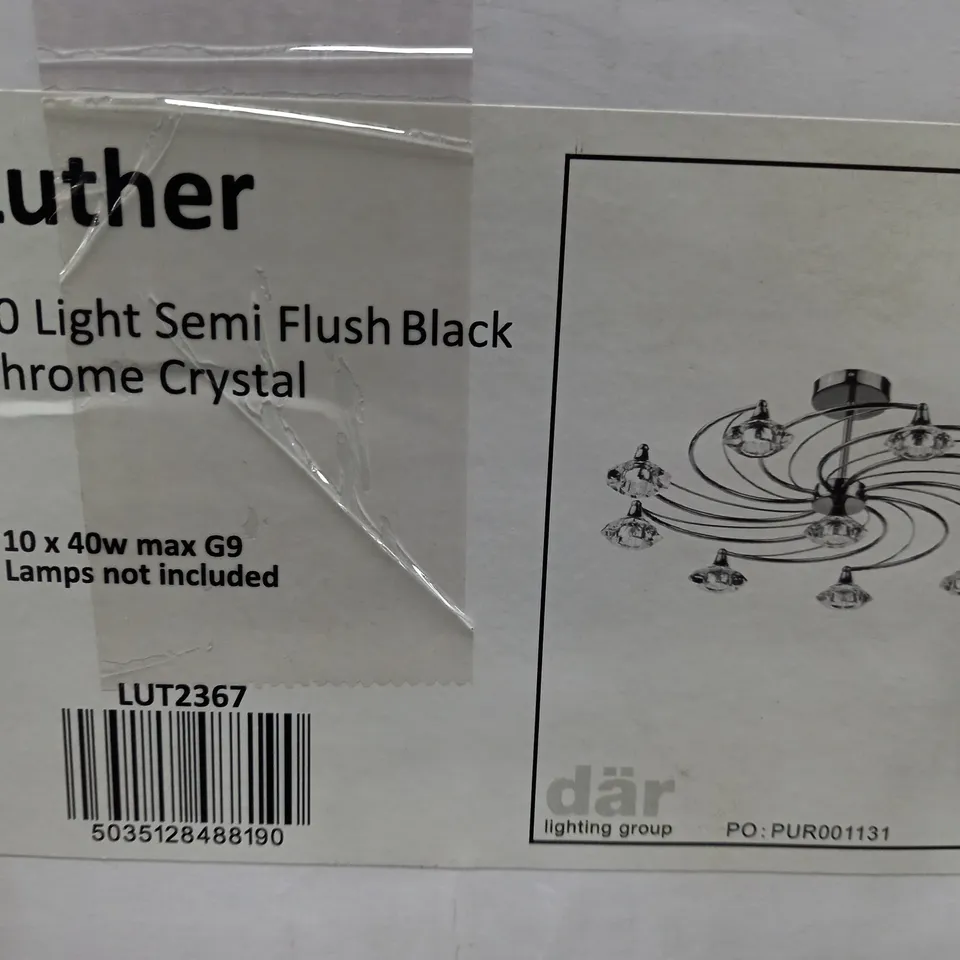 Luther
0 Light Semi Flush Black
hrome Crystal
10 x 40w max G9
Lamps not included
LUT2367
5035128488190
där
lighting group
PO:PUR001131